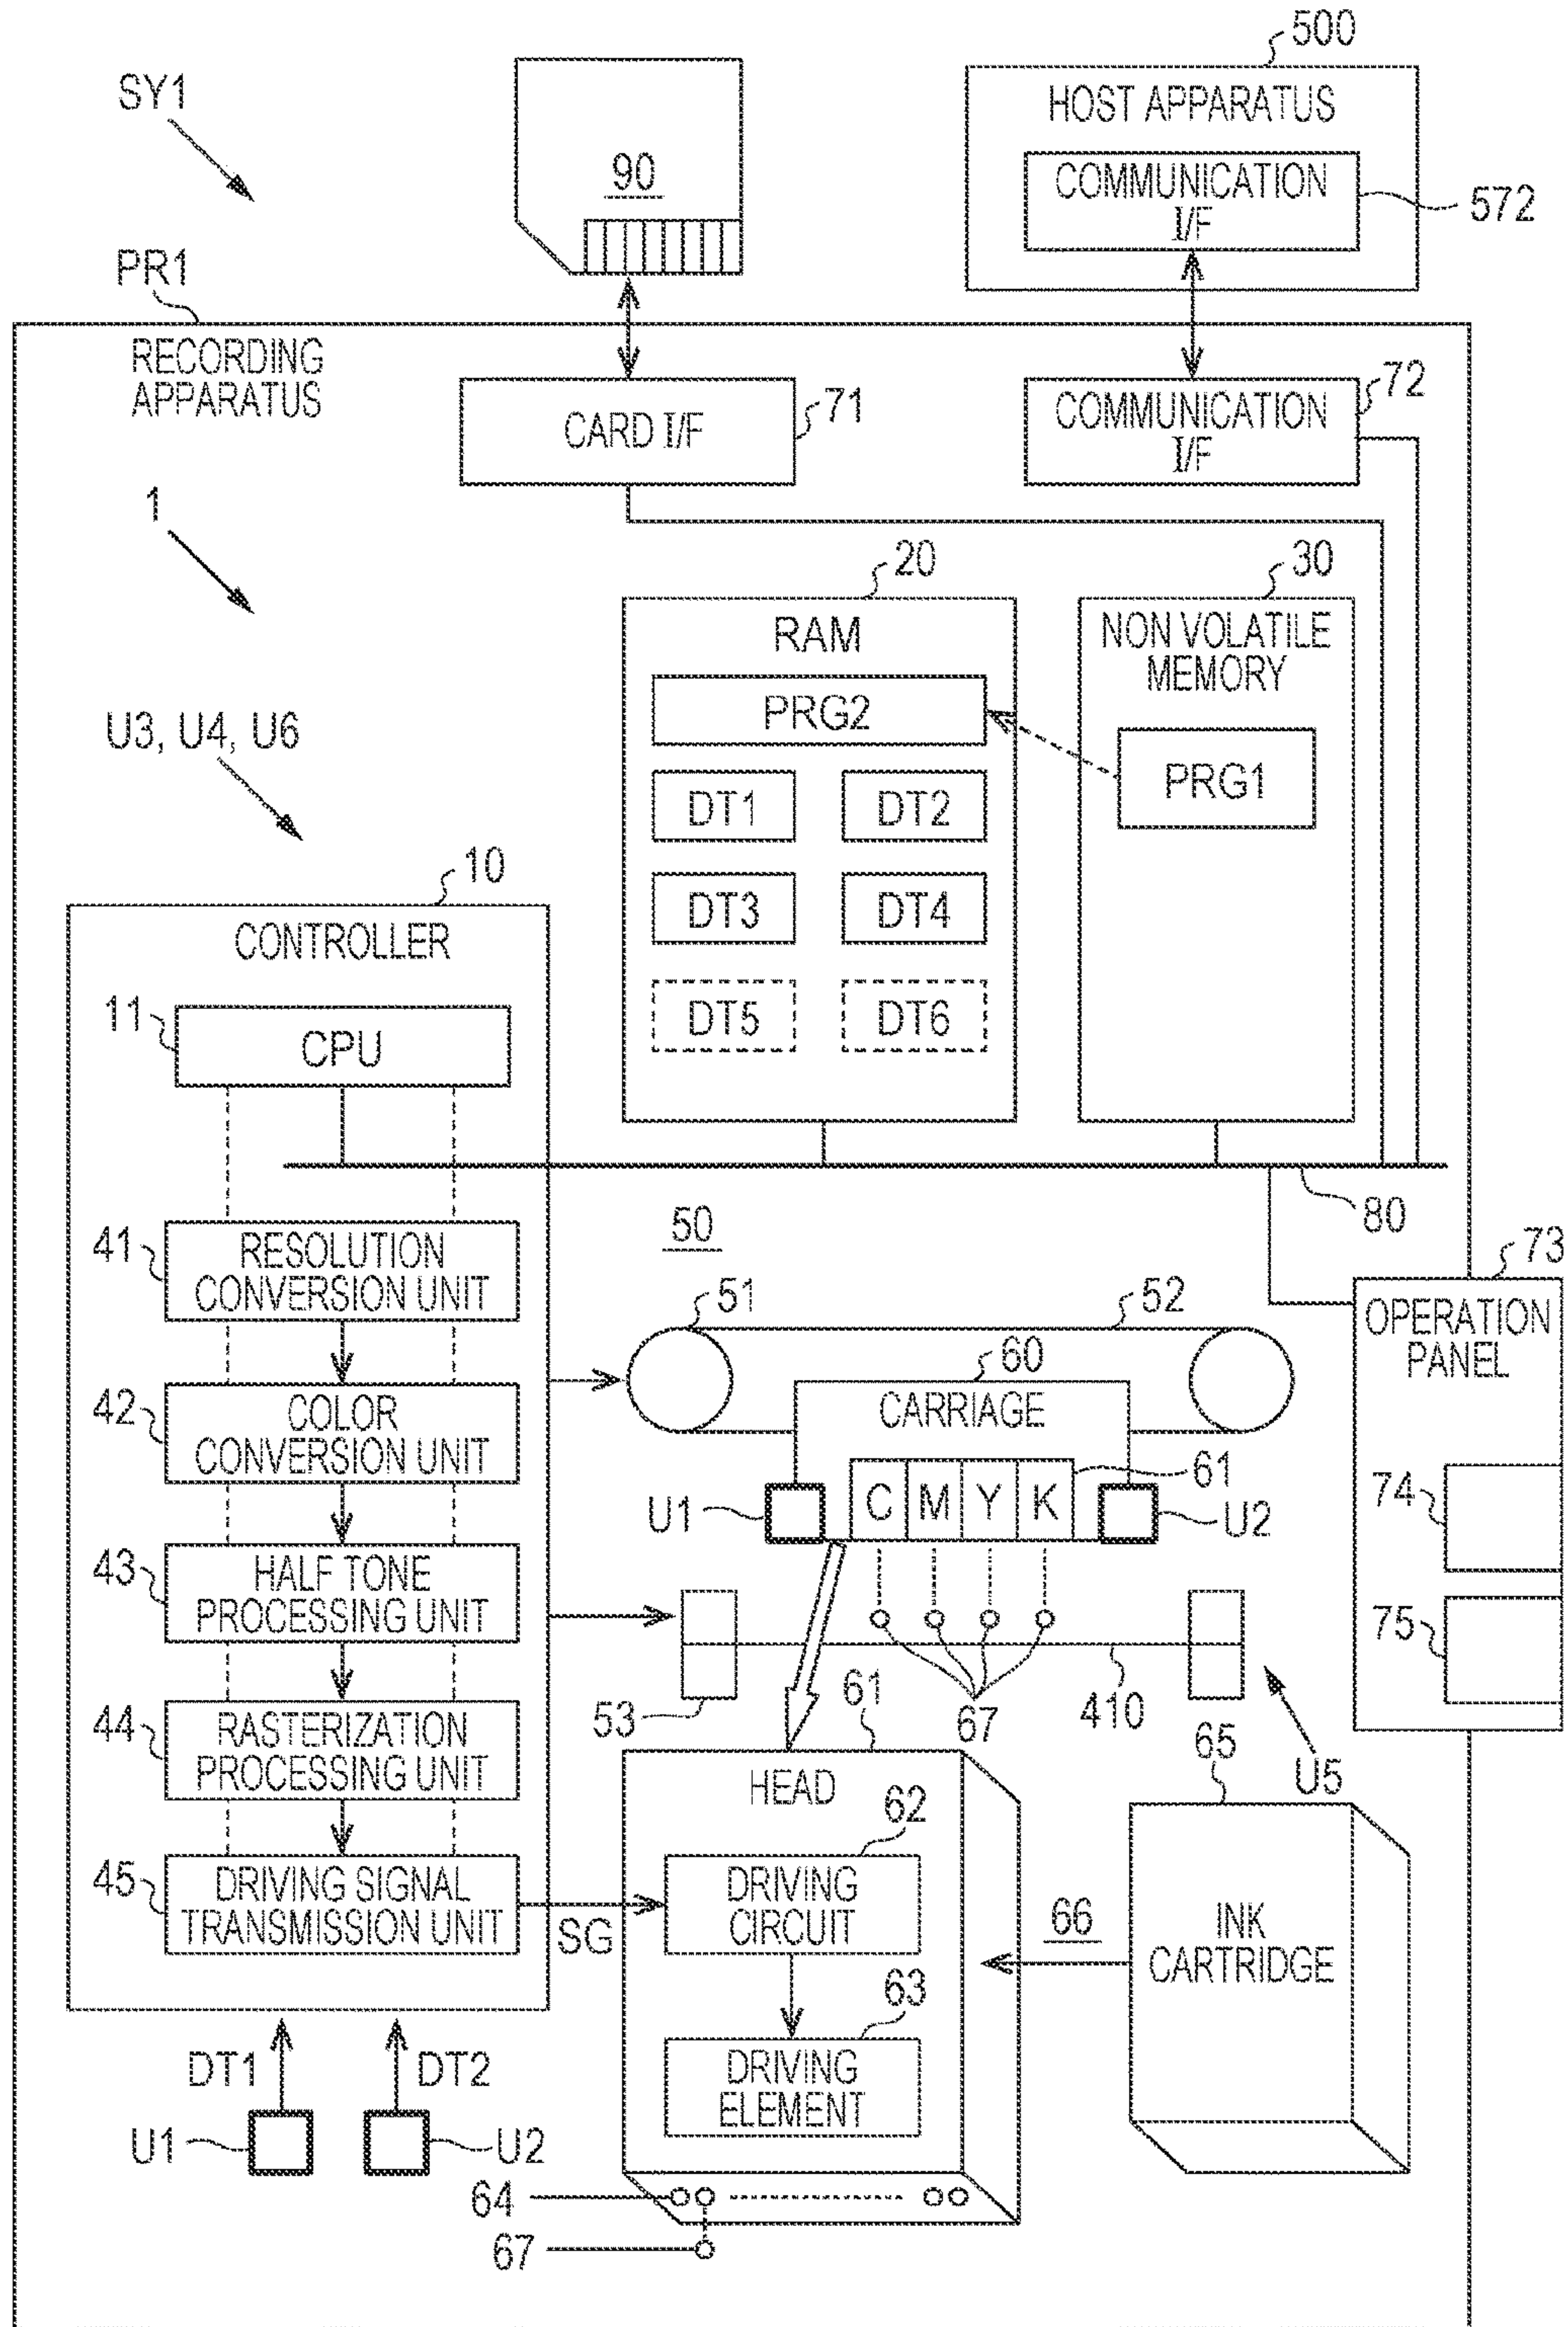 SY1
500
HOST APPARATUS
90
COMMUNICATION
I/F
572
PR1
RECORDING
APPARATUS
CARD I/F
71
COMMUNICATION
I/F
72
1
20
30
RAM
NON VOLATILE
MEMORY
PRG2
PRG1
U3, U4, U6
DT1
DT2
DT3
DT4
DT5
DT6
10
CONTROLLER
11
CPU
80
50
73
41
RESOLUTION
CONVERSION UNIT
51
52
OPERATION
PANEL
60
CARRIAGE
42
COLOR
CONVERSION UNIT
61
74
U1
C
M
Y
K
U2
43
HALF TONE
PROCESSING UNIT
75
53
61
67
410
65
U5
44
RASTERIZATION
PROCESSING UNIT
HEAD
62
45
DRIVING SIGNAL
TRANSMISSION UNIT
SG
DRIVING
CIRCUIT
66
INK
CARTRIDGE
63
DT1
DT2
DRIVING
ELEMENT
U1
U2
64
67